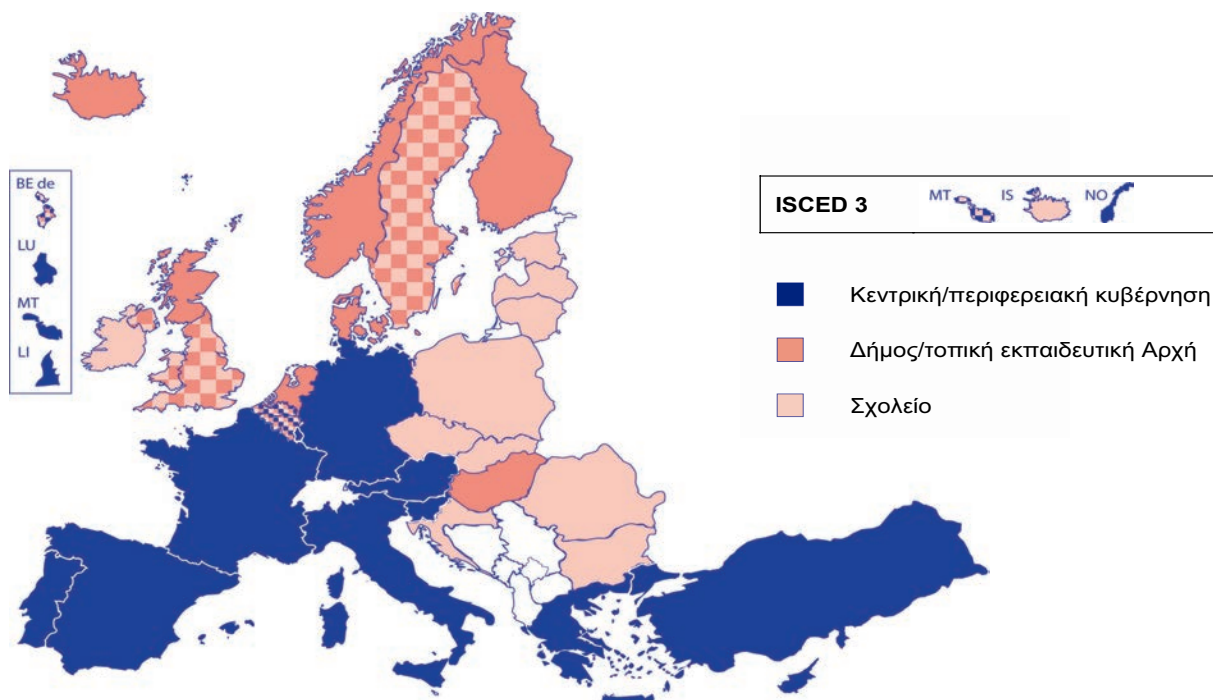 BE de
LU
MT
LI
ISCED 3 MT IS NO
Κεντρική/περιφερειακή κυβέρνηση
Δήμος/τοπική εκπαιδευτική Αρχή
Σχολείο